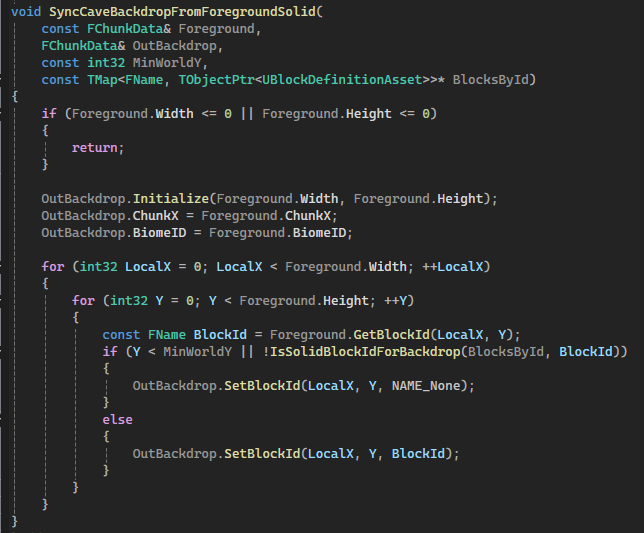 void SyncCaveBackdropFromForegroundSolid(
    const FChunkData& Foreground,
    FChunkData& OutBackdrop,
    const int32 MinWorldY,
    const TMap<FName, TObjectPtr<UBlockDefinitionAsset>>* BlocksById)
{
    if (Foreground.Width <= 0 || Foreground.Height <= 0)
    {
        return;
    }

    OutBackdrop.Initialize(Foreground.Width, Foreground.Height);
    OutBackdrop.ChunkX = Foreground.ChunkX;
    OutBackdrop.BiomeID = Foreground.BiomeID;

    for (int32 LocalX = 0; LocalX < Foreground.Width; ++LocalX)
    {
        for (int32 Y = 0; Y < Foreground.Height; ++Y)
        {
            const FName BlockId = Foreground.GetBlockId(LocalX, Y);
            if (Y < MinWorldY || !IsSolidBlockIdForBackdrop(BlocksById, BlockId))
            {
                OutBackdrop.SetBlockId(LocalX, Y, NAME_None);
            }
            else
            {
                OutBackdrop.SetBlockId(LocalX, Y, BlockId);
            }
        }
    }
}